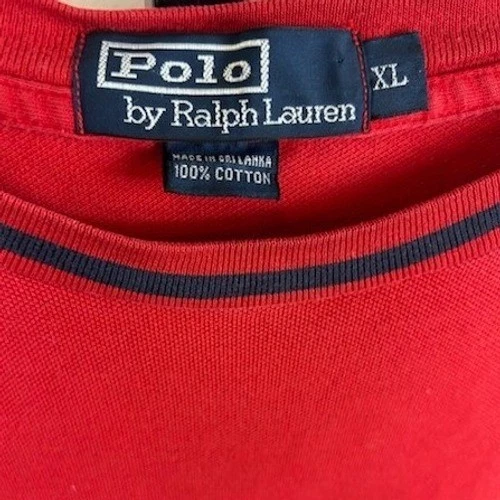 Polo
by Ralph Lauren
XL
MADE IN SRI LANKA
100% COTTON